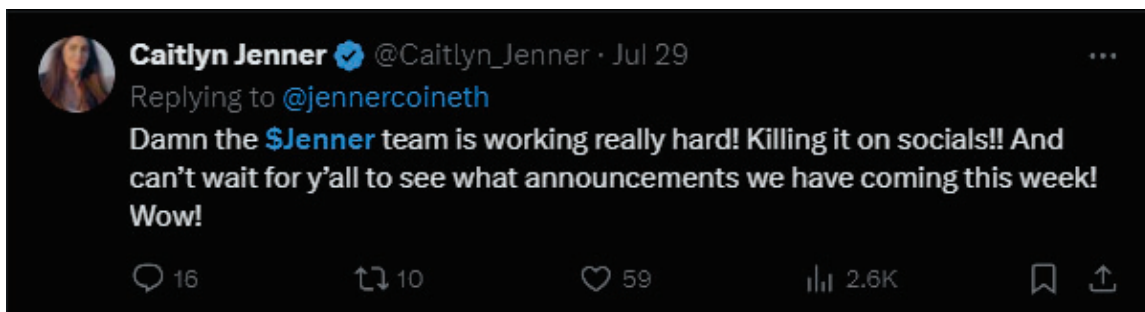 Caitlyn Jenner @Caitlyn_Jenner · Jul 29
Replying to @jennercoineth
Damn the $Jenner team is working really hard! Killing it on socials!! And
can’t wait for y’all to see what announcements we have coming this week!
Wow!
16 10 59 2.6K